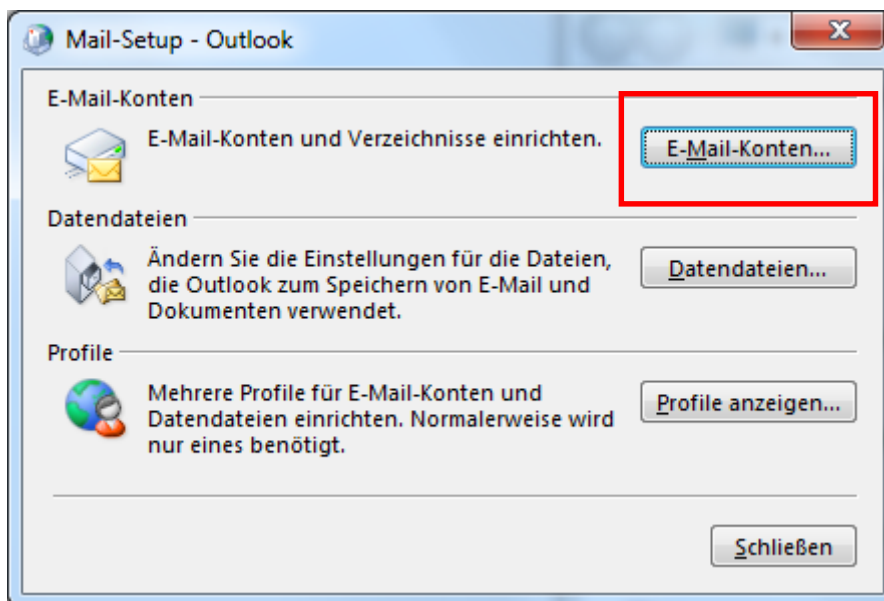 Mail-Setup - Outlook
E-Mail-Konten
E-Mail-Konten und Verzeichnisse einrichten.
E-Mail-Konten...
Datendateien
Ändern Sie die Einstellungen für die Dateien,
die Outlook zum Speichern von E-Mail und
Dokumenten verwendet.
Datendateien...
Profile
Mehrere Profile für E-Mail-Konten und
Datendateien einrichten. Normalerweise wird
nur eines benötigt.
Profile anzeigen...
Schließen